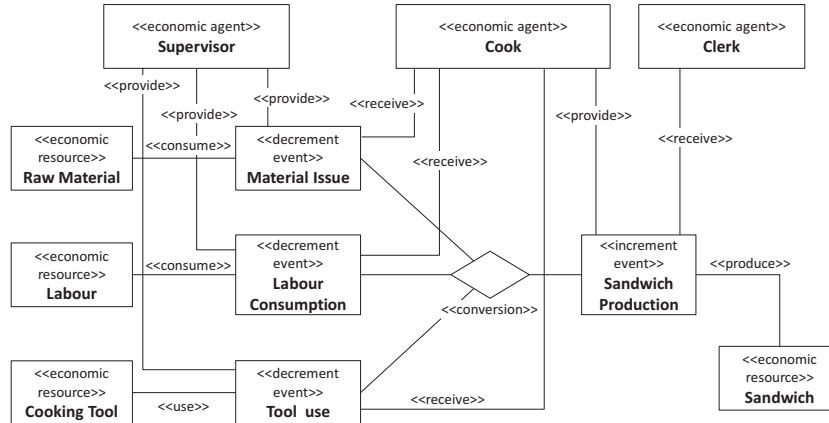 <<economic agent>>
Supervisor
<<economic agent>>
Cook
<<economic agent>>
Clerk
<<provide>>
<<provide>>
<<provide>>
<<receive>>
<<provide>>
<<economic
resource>>
Raw Material
<<consume>>
<<decrement
event>>
Material Issue
<<receive>>
<<receive>>
<<economic
resource>>
Labour
<<consume>>
<<decrement
event>>
Labour
Consumption
<<conversion>>
<<increment
event>>
Sandwich
Production
<<produce>>
<<economic
resource>>
Cooking Tool
<<use>>
<<decrement
event>>
Tool use
<<receive>>
<<economic
resource>>
Sandwich